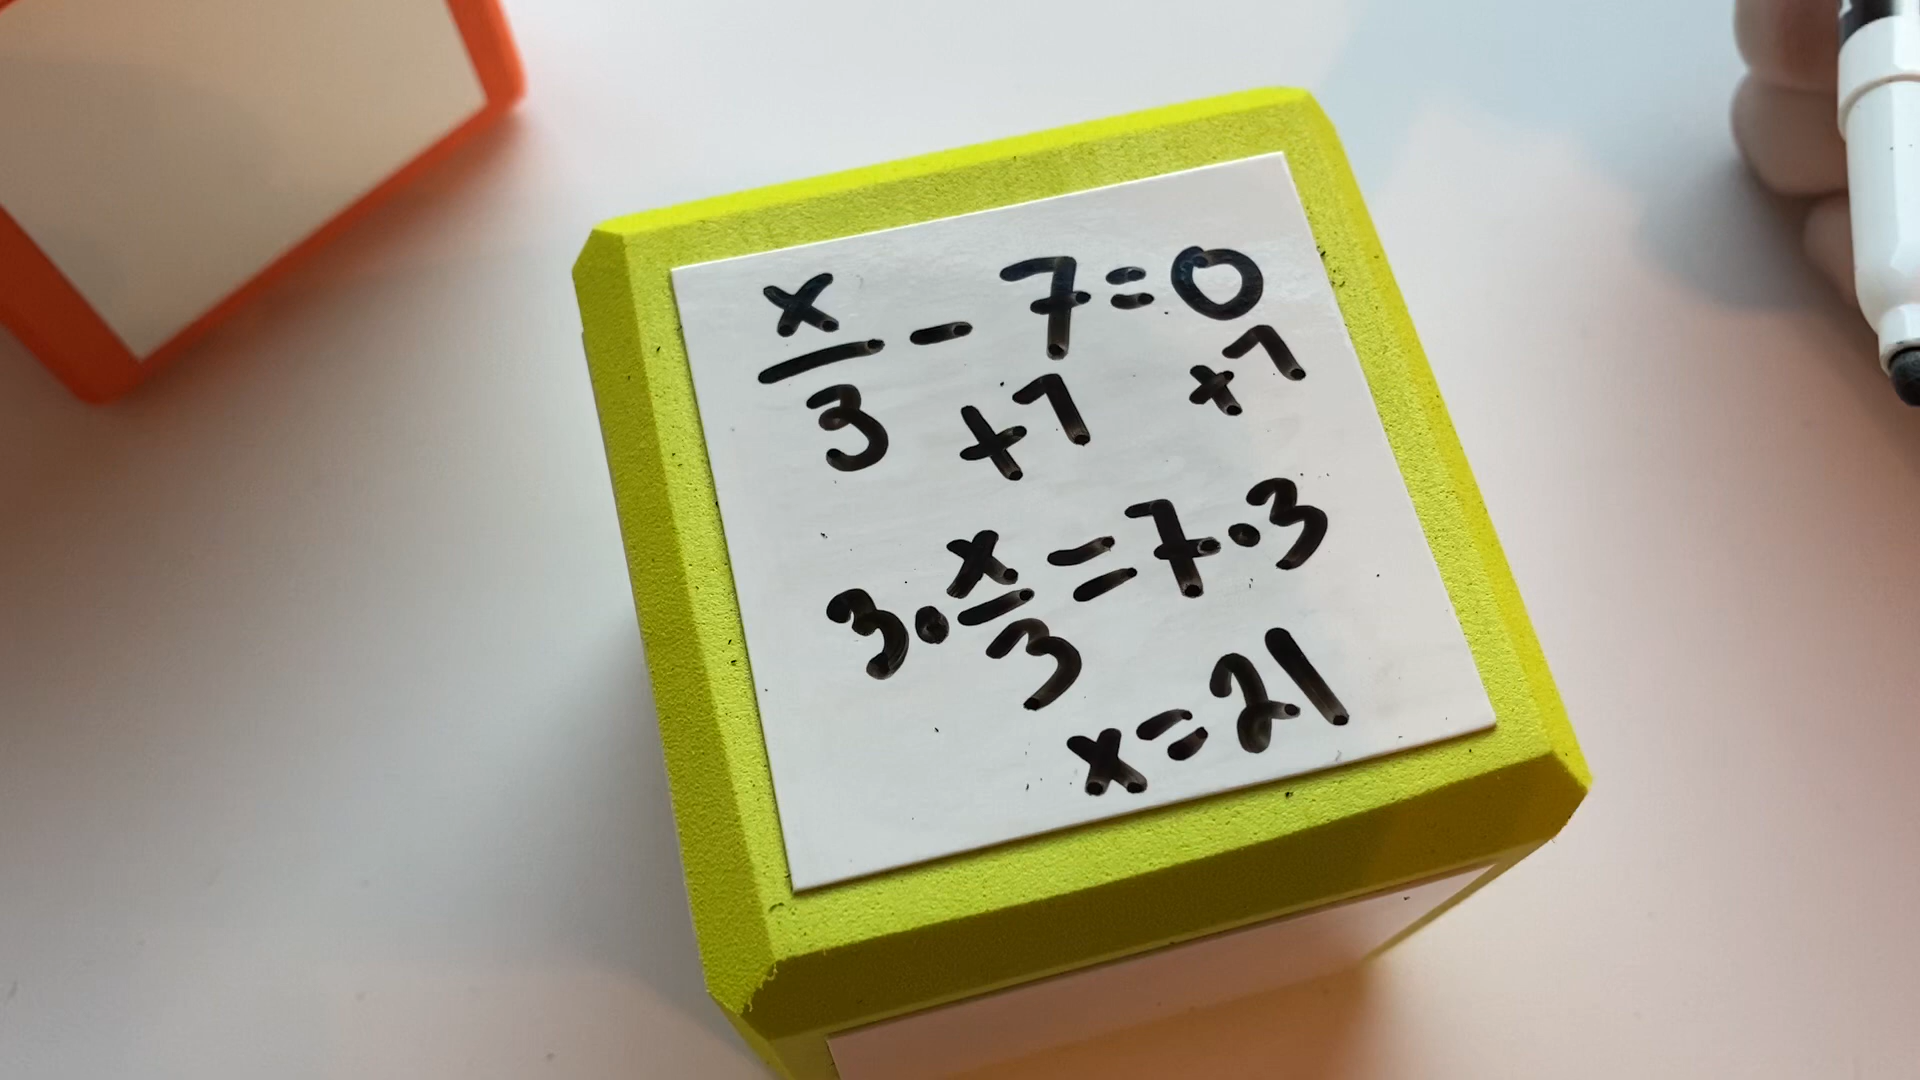 x/3 - 7 = 0
+7 +7
3 · x/3 = 7 · 3
x = 21